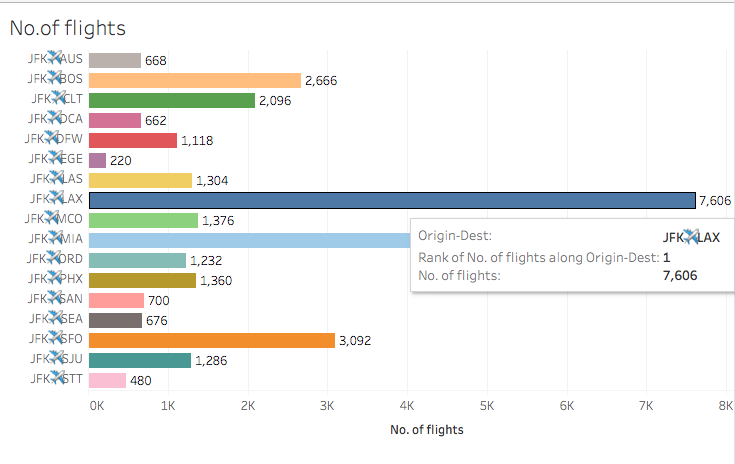 No.of flights
JFK✈AUS 668
JFK✈BOS 2,666
JFK✈CLT 2,096
JFK✈DCA 662
JFK✈DFW 1,118
JFK✈EGE 220
JFK✈LAS 1,304
JFK✈LAX 7,606
JFK✈MCO 1,376
JFK✈MIA
JFK✈ORD 1,232
JFK✈PHX 1,360
JFK✈SAN 700
JFK✈SEA 676
JFK✈SFO 3,092
JFK✈SJU 1,286
JFK✈STT 480
Origin-Dest: JFK✈LAX
Rank of No. of flights along Origin-Dest: 1
No. of flights: 7,606
0K 1K 2K 3K 4K 5K 6K 7K 8K
No. of flights